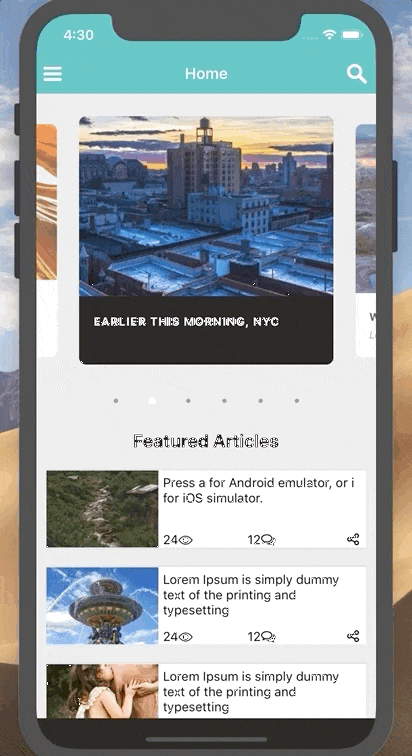 4:30
Home
EARLIER THIS MORNING, NYC
Featured Articles
Press a for Android emulator, or i
for iOS simulator.
24
12
Lorem Ipsum is simply dummy
text of the printing and
typesetting
24
12
Lorem Ipsum is simply dummy
text of the printing and
typesetting